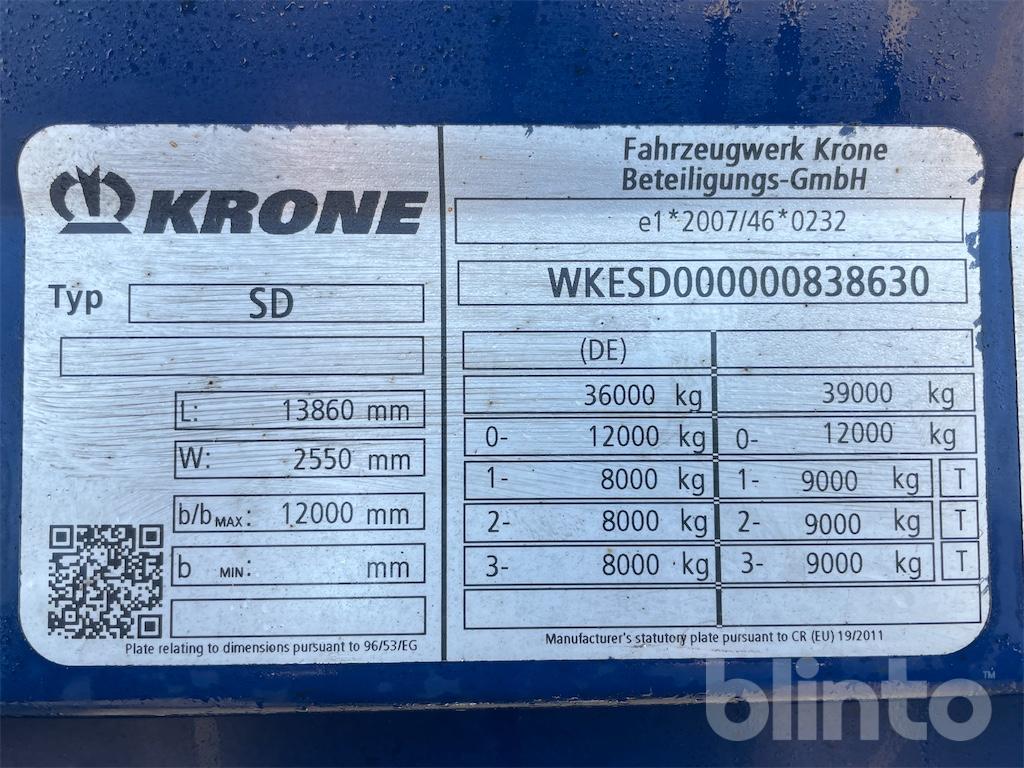 KRONE
Typ SD
L: 13860 mm
W: 2550 mm
b/b MAX: 12000 mm
b MIN: mm
Plate relating to dimensions pursuant to 96/53/EG
Fahrzeugwerk Krone
Beteiligungs-GmbH
e1*2007/46*0232
WKESD000000838630
(DE)
36000 kg 39000 kg
0- 12000 kg 0- 12000 kg
1- 8000 kg 1- 9000 kg T
2- 8000 kg 2- 9000 kg T
3- 8000 kg 3- 9000 kg T
Manufacturer's statutory plate pursuant to CR (EU) 19/2011
blinto™